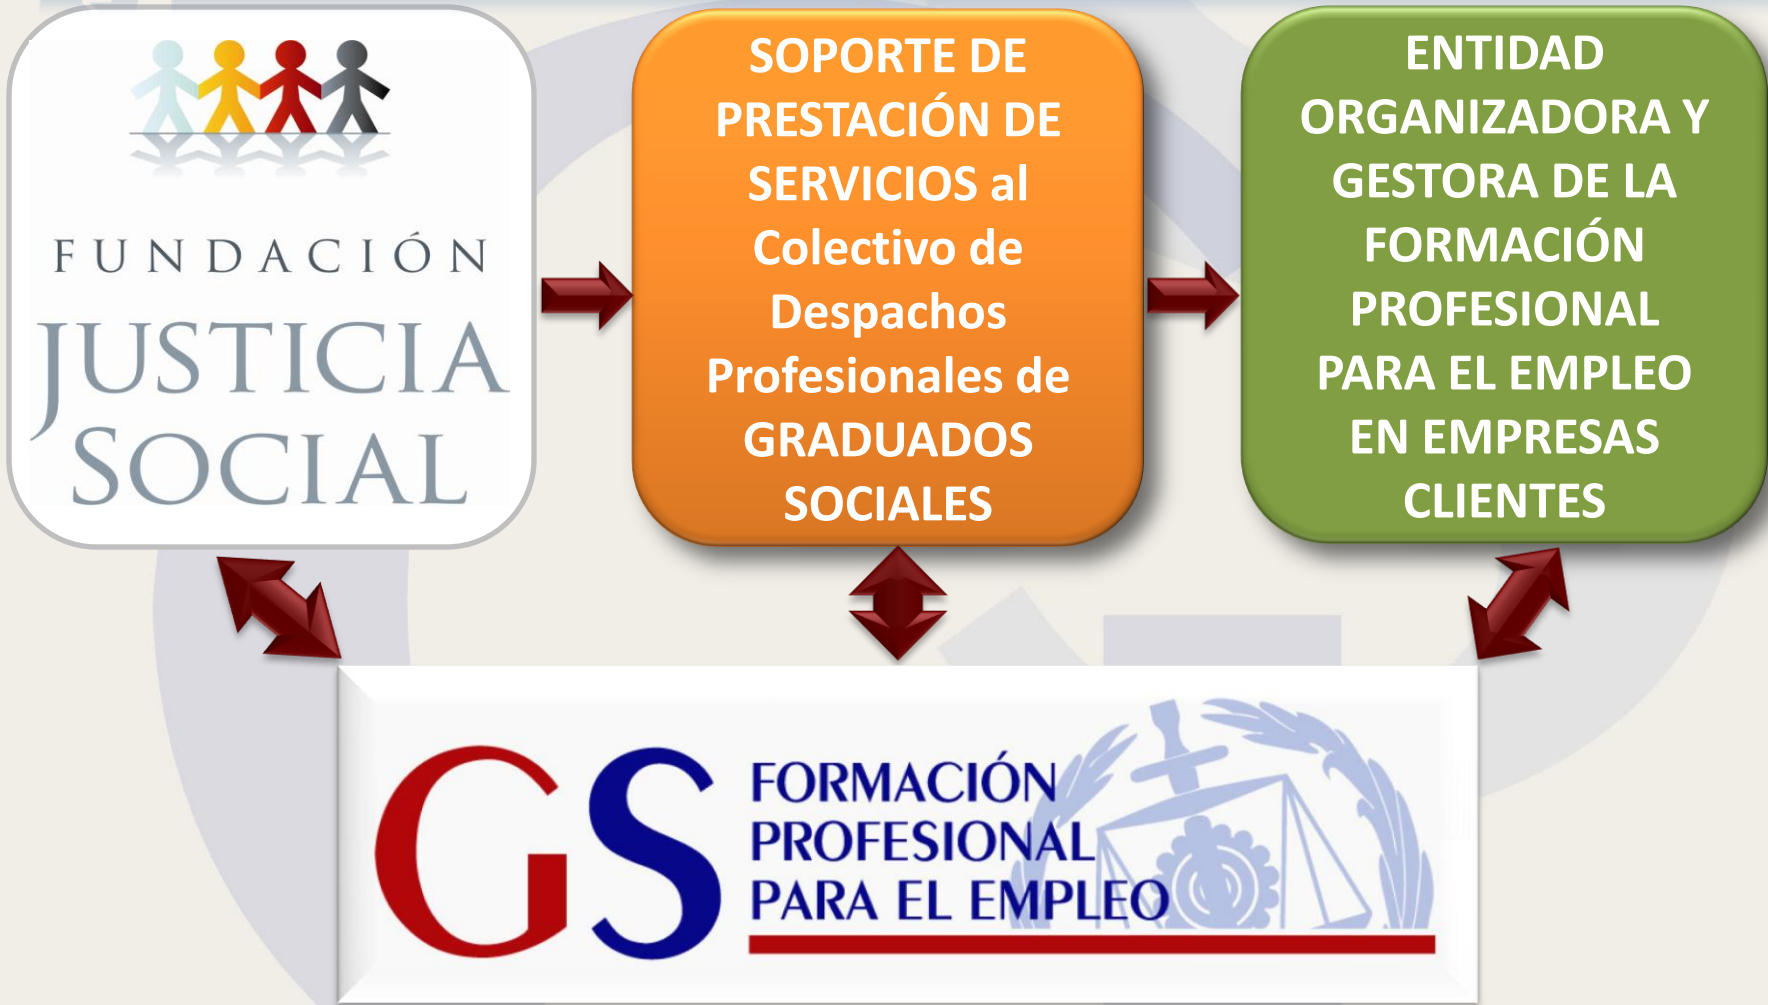 FUNDACIÓN
JUSTICIA
SOCIAL
SOPORTE DE
PRESTACIÓN DE
SERVICIOS al
Colectivo de
Despachos
Profesionales de
GRADUADOS
SOCIALES
ENTIDAD
ORGANIZADORA Y
GESTORA DE LA
FORMACIÓN
PROFESIONAL
PARA EL EMPLEO
EN EMPRESAS
CLIENTES
GS
FORMACIÓN
PROFESIONAL
PARA EL EMPLEO